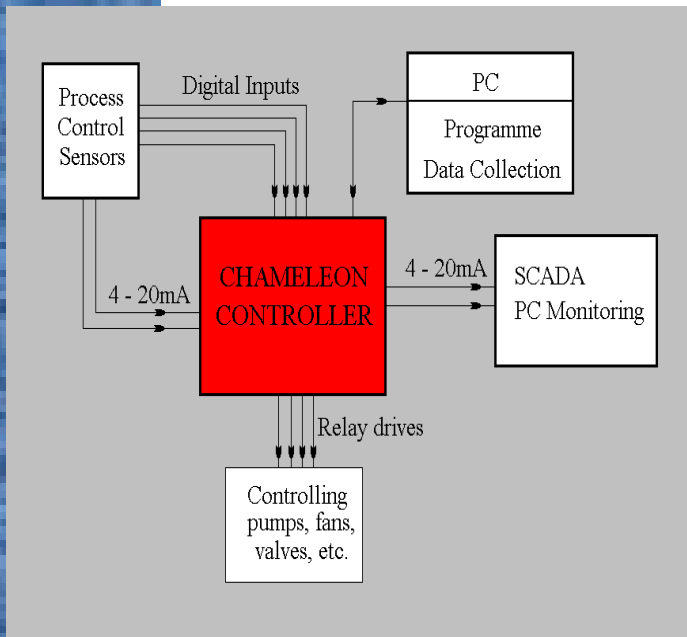 Process
Control
Sensors
Digital Inputs
PC
Programme
Data Collection
4 - 20mA
CHAMELEON
CONTROLLER
4 - 20mA
SCADA
PC Monitoring
Relay drives
Controlling
pumps, fans,
valves, etc.